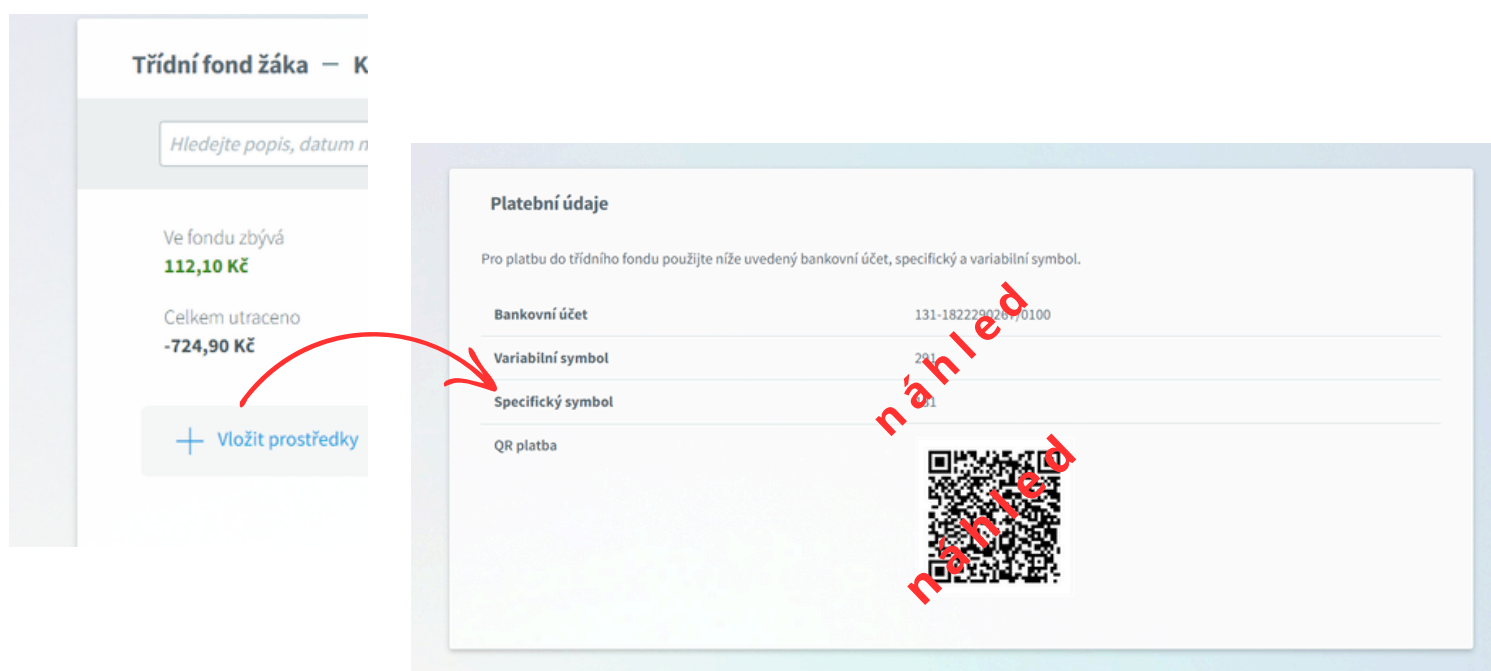 Třídní fond žáka – K
Hledejte popis, datum n
Ve fondu zbývá
112,10 Kč
Celkem utraceno
-724,90 Kč
Vložit prostředky
Platební údaje
Pro platbu do třídního fondu použijte níže uvedený bankovní účet, specifický a variabilní symbol.
Bankovní účet
Variabilní symbol 291
Specifický symbol
QR platba
náhled
náhled